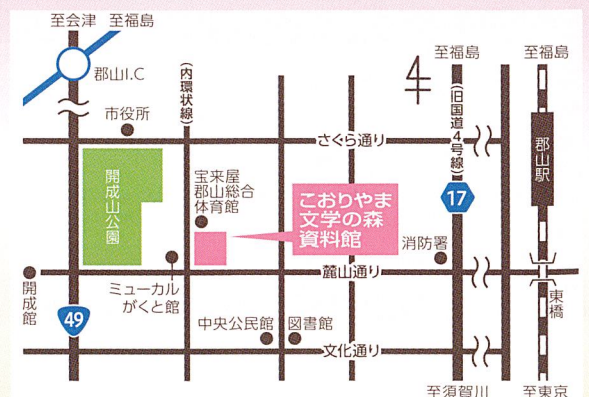 至会津
至福島
郡山I.C
市役所
(内環状線)
さくら通り
至福島
(旧国道4号線)
17
至福島
郡山駅
開成山公園
宝来屋
郡山総合
体育館
こおりやま
文学の森
資料館
消防署
開成館
ミューカル
がくと館
麓山通り
東橋
49
中央公民館
図書館
文化通り
至須賀川
至東京